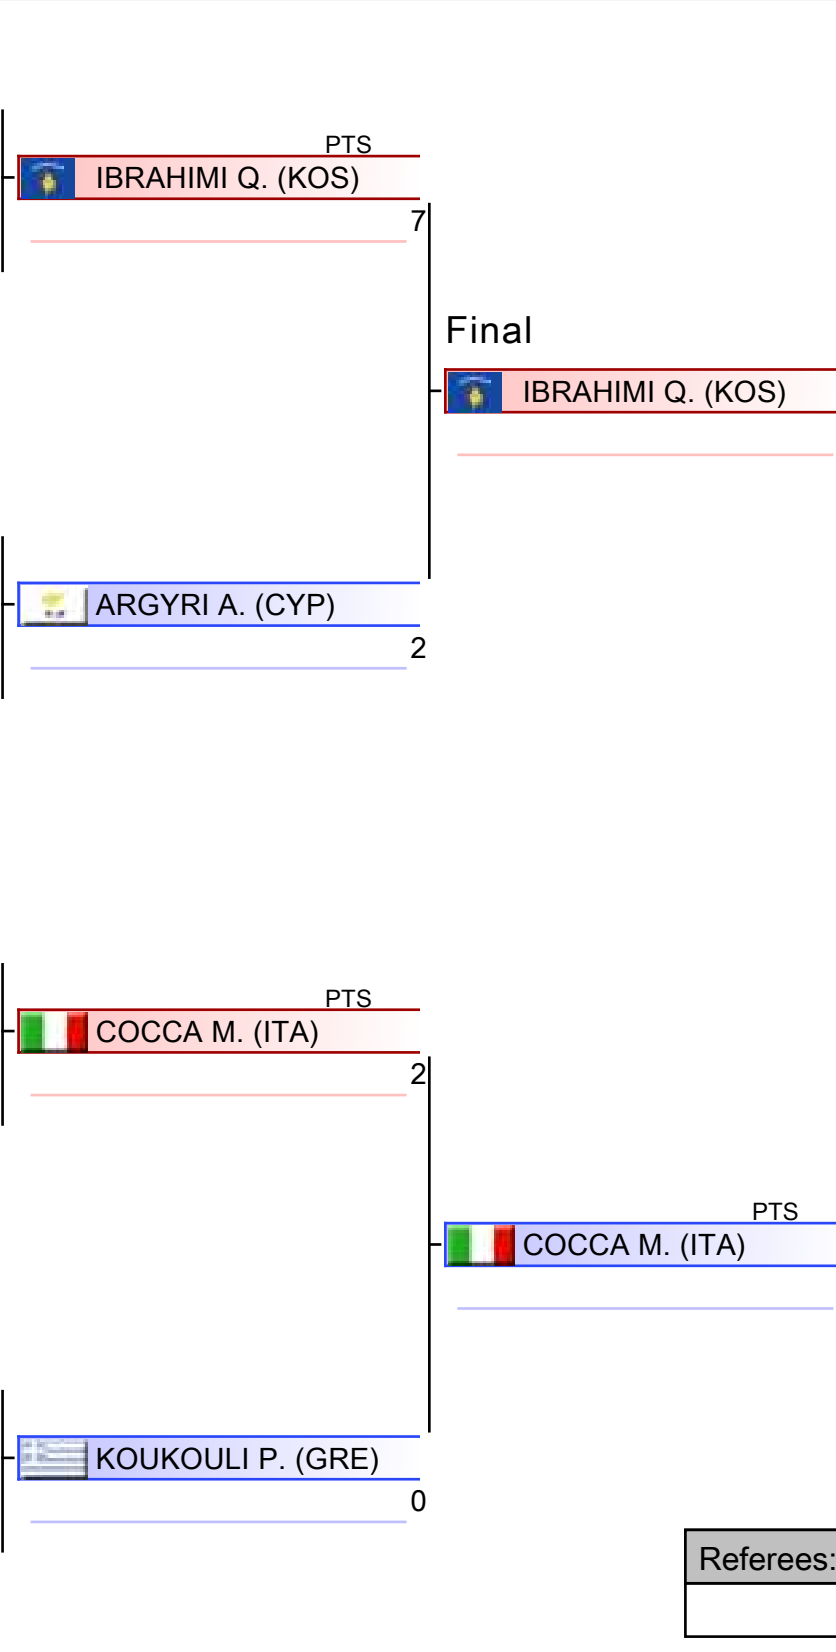 PTS
IBRAHIMI Q. (KOS)
7
Final
IBRAHIMI Q. (KOS)
ARGYRI A. (CYP)
2
PTS
COCCA M. (ITA)
2
PTS
COCCA M. (ITA)
KOUKOULI P. (GRE)
0
Referees: